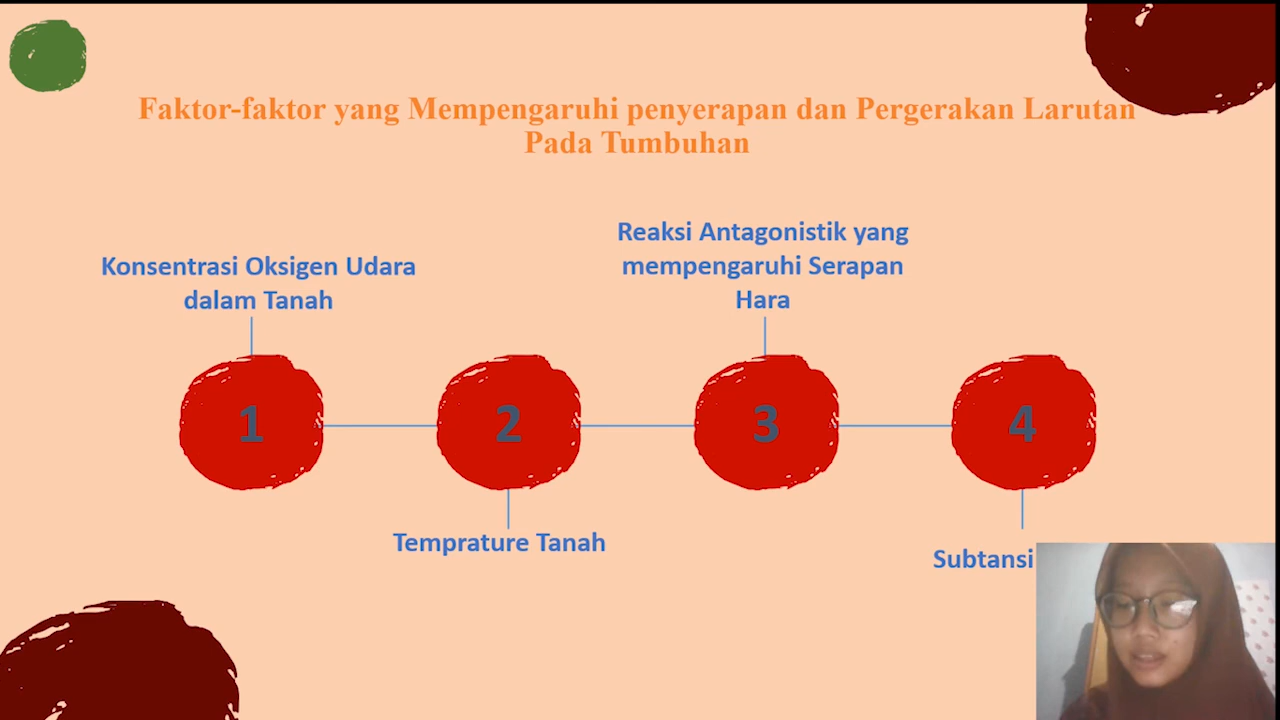 Faktor-faktor yang Mempengaruhi penyerapan dan Pergerakan Larutan
Pada Tumbuhan
Konsentrasi Oksigen Udara
dalam Tanah
Reaksi Antagonistik yang
mempengaruhi Serapan
Hara
1
2
3
4
Temprature Tanah
Subtansi